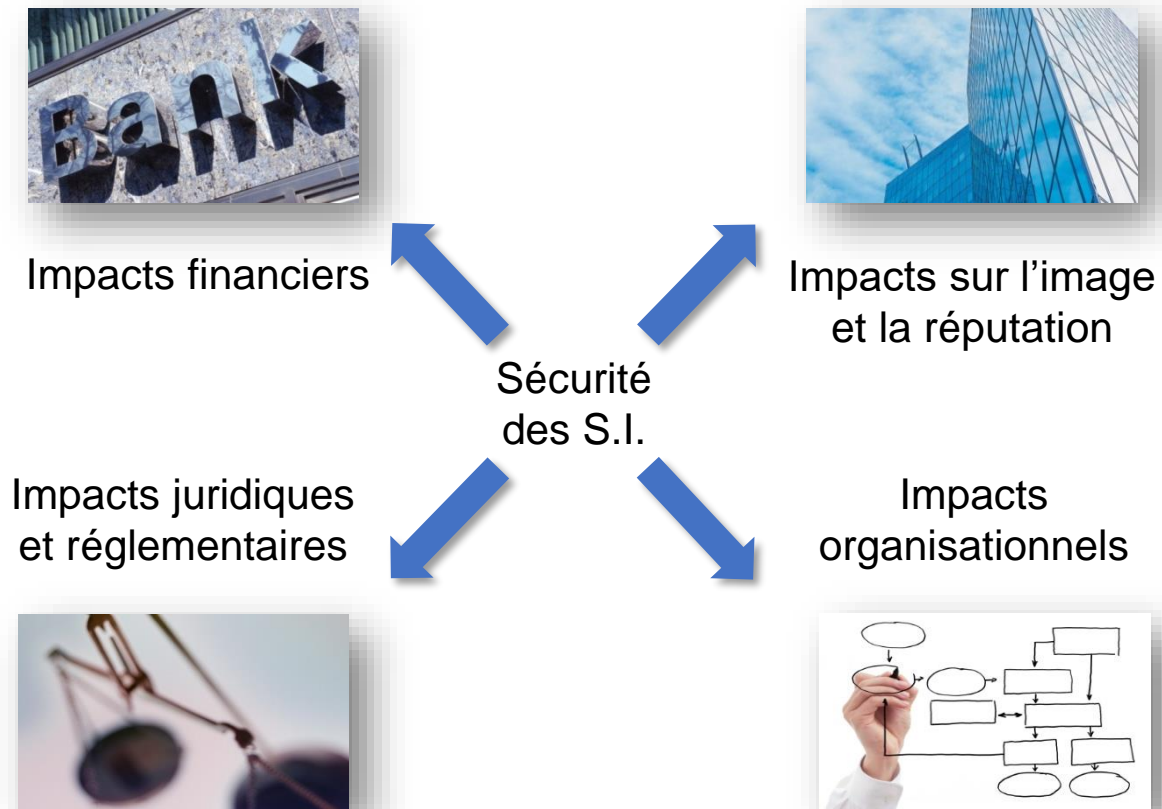 Bank
Impacts financiers
Impacts sur l’image
et la réputation
Sécurité
des S.I.
Impacts juridiques
et réglementaires
Impacts
organisationnels